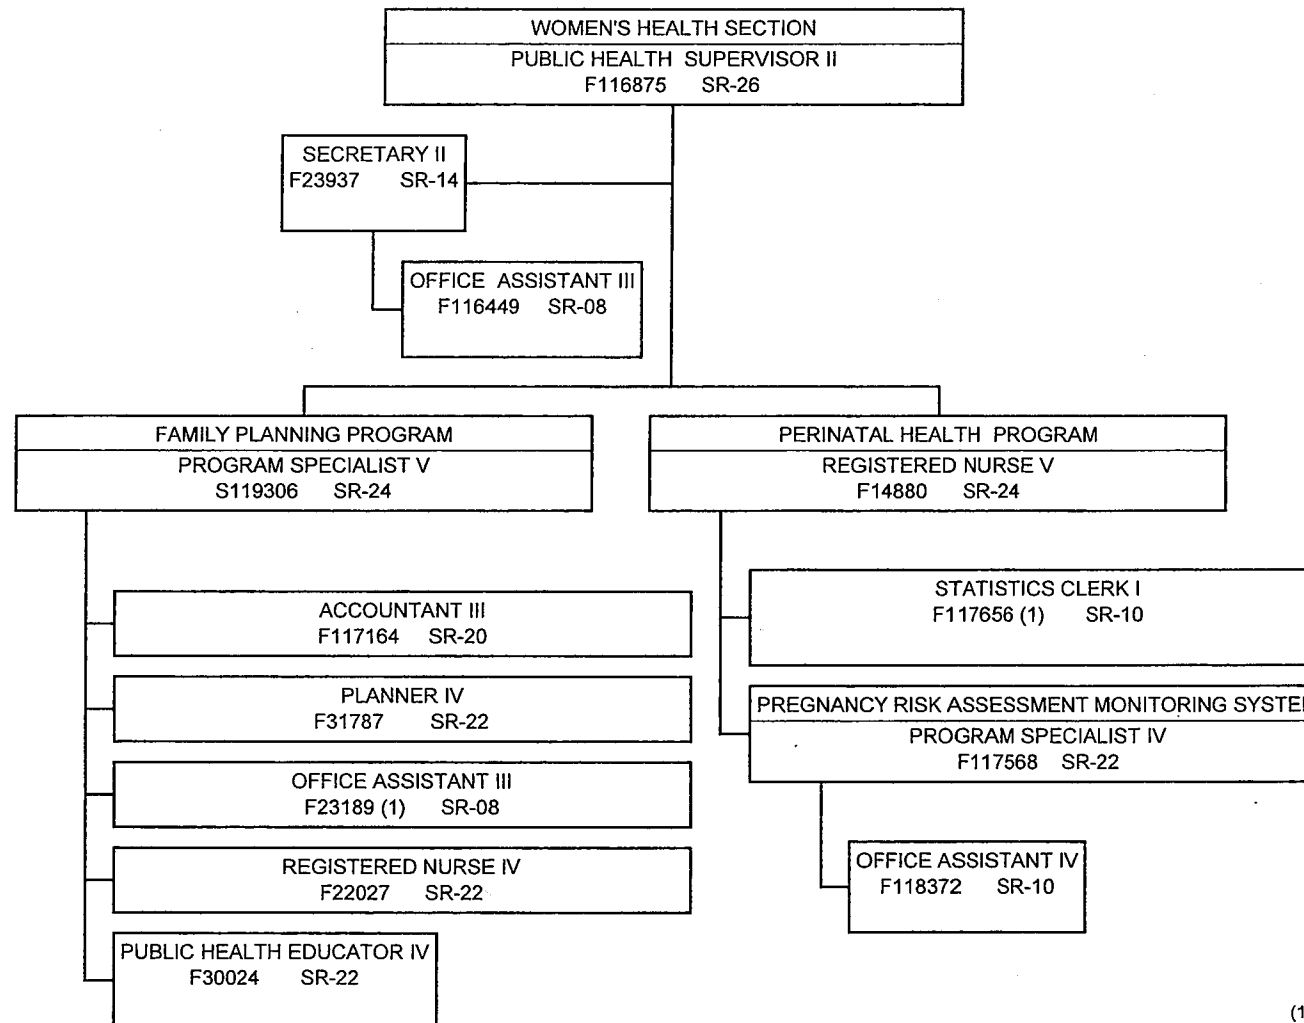 WOMEN'S HEALTH SECTION
PUBLIC HEALTH SUPERVISOR II
F116875 SR-26
SECRETARY II
F23937 SR-14
OFFICE ASSISTANT III
F116449 SR-08
FAMILY PLANNING PROGRAM
PROGRAM SPECIALIST V
S119306 SR-24
ACCOUNTANT III
F117164 SR-20
PLANNER IV
F31787 SR-22
OFFICE ASSISTANT III
F23189 (1) SR-08
REGISTERED NURSE IV
F22027 SR-22
PUBLIC HEALTH EDUCATOR IV
F30024 SR-22
PERINATAL HEALTH PROGRAM
REGISTERED NURSE V
F14880 SR-24
STATISTICS CLERK I
F117656 (1) SR-10
PREGNANCY RISK ASSESSMENT MONITORING SYSTE
PROGRAM SPECIALIST IV
F117568 SR-22
OFFICE ASSISTANT IV
F118372 SR-10
(1